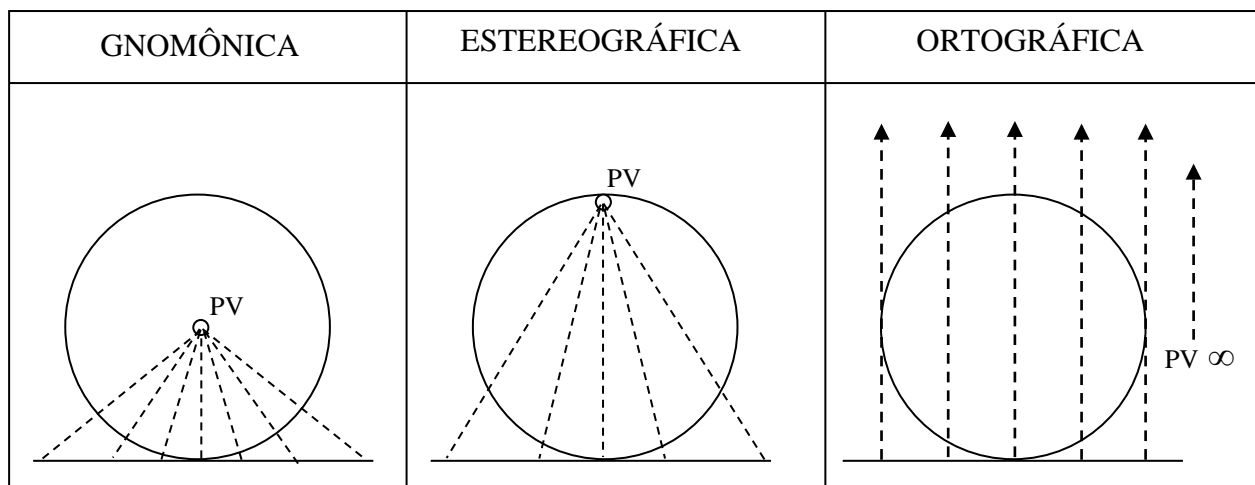 GNOMÔNICA
ESTEREOGRÁFICA
ORTOGRÁFICA
PV
PV
PV ∞